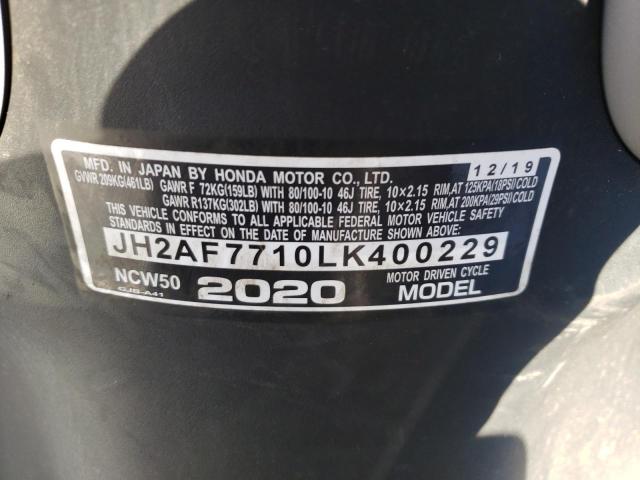 MFD. IN JAPAN BY HONDA MOTOR CO., LTD. 12/19
GVWR 209KG(461LB) GAWR F 72KG(159LB) WITH 80/100-10 46J TIRE, 10×2.15 RIM, AT 125KPA(18PSI)COLD
GAWR R137KG(302LB) WITH 80/100-10 46J TIRE, 10×2.15 RIM, AT 200KPA(29PSI)COLD
THIS VEHICLE CONFORMS TO ALL APPLICABLE FEDERAL MOTOR VEHICLE SAFETY
STANDARDS IN EFFECT ON THE DATE OF MANUFACTURE SHOWN ABOVE.
JH2AF7710LK400229
NCW50 2020 MOTOR DRIVEN CYCLE
GJB-A41 MODEL